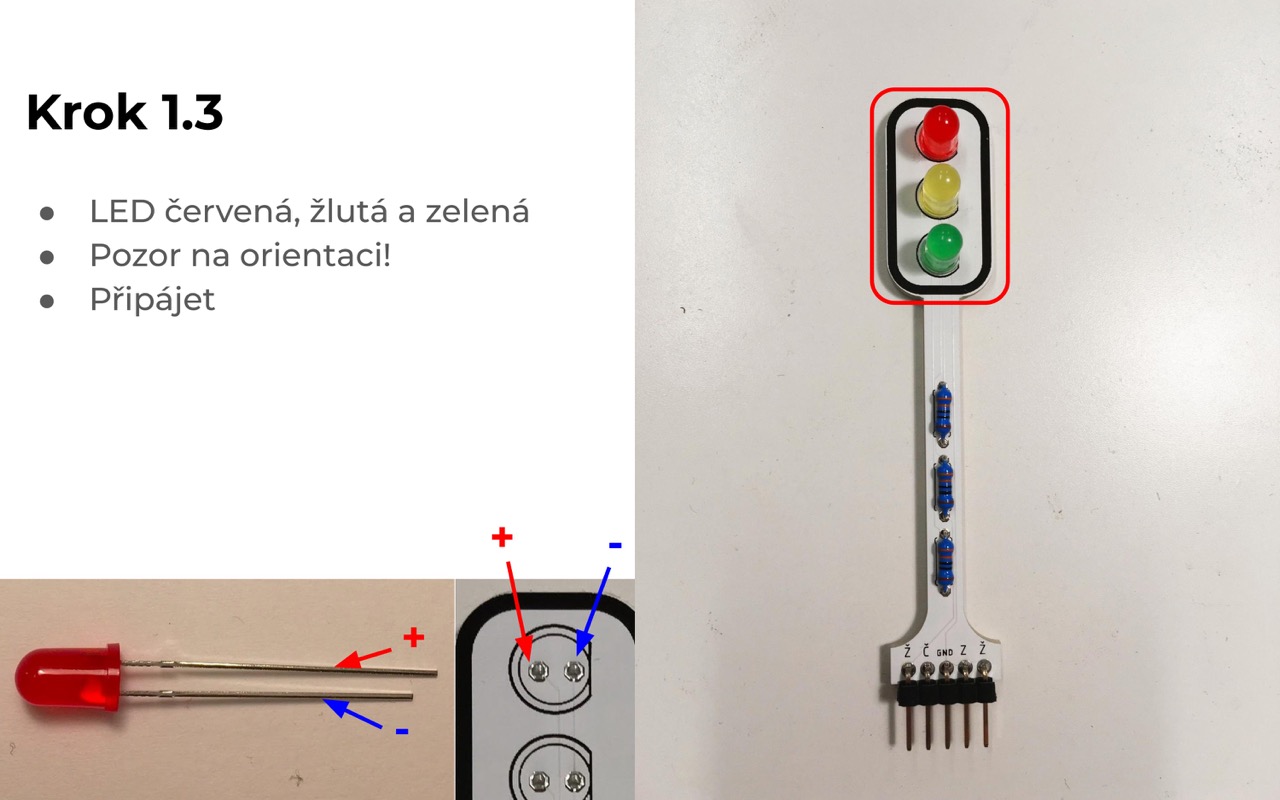 Krok 1.3
● LED červená, žlutá a zelená
● Pozor na orientaci!
● Připájet
+ -
+
-
Ž Č GND Z Ž